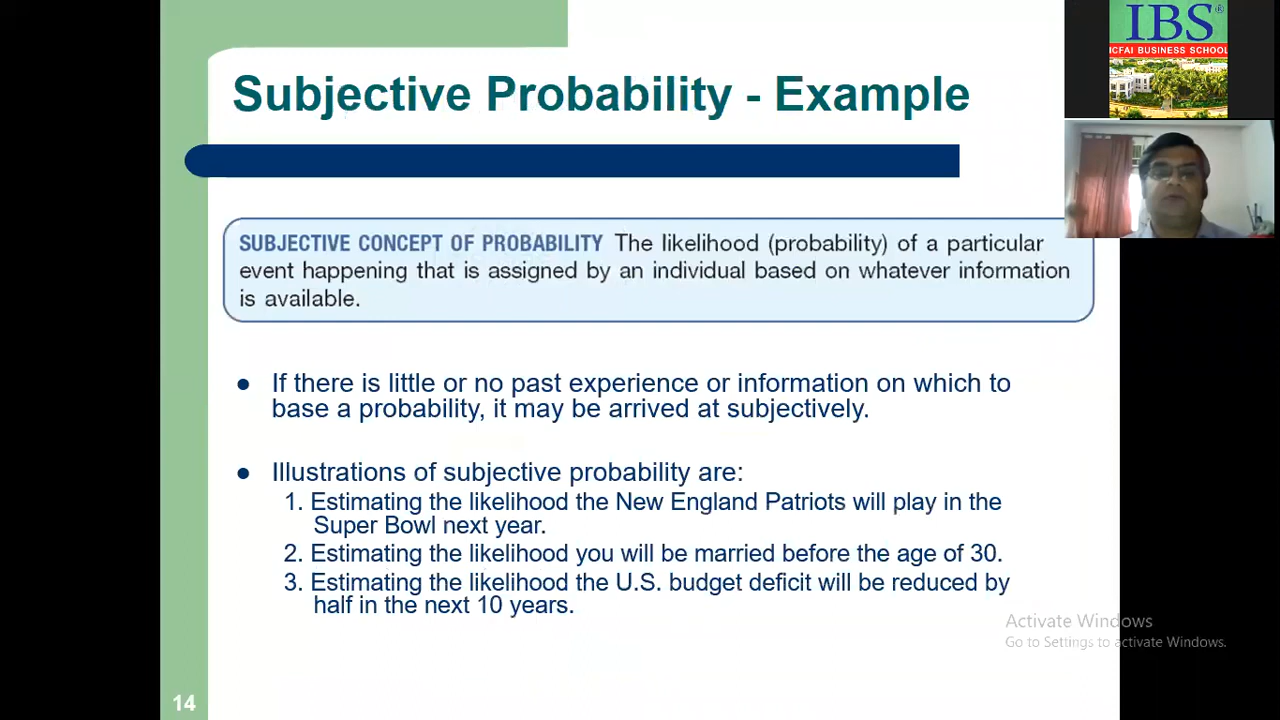 Subjective Probability - Example
IBS®
ICFAI BUSINESS SCHOOL
SUBJECTIVE CONCEPT OF PROBABILITY The likelihood (probability) of a particular
event happening that is assigned by an individual based on whatever information
is available.
● If there is little or no past experience or information on which to
base a probability, it may be arrived at subjectively.
● Illustrations of subjective probability are:
1. Estimating the likelihood the New England Patriots will play in the
Super Bowl next year.
2. Estimating the likelihood you will be married before the age of 30.
3. Estimating the likelihood the U.S. budget deficit will be reduced by
half in the next 10 years.
Activate Windows
Go to Settings to activate Windows.
14